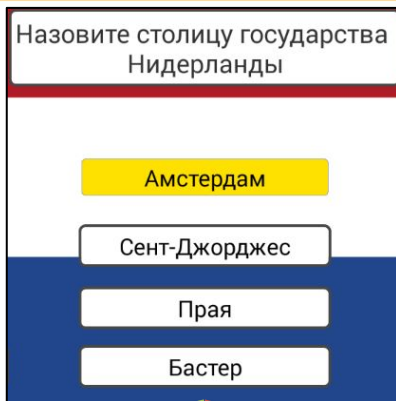 Назовите столицу государства
Нидерланды
Амстердам
Сент-Джорджес
Прая
Бастер